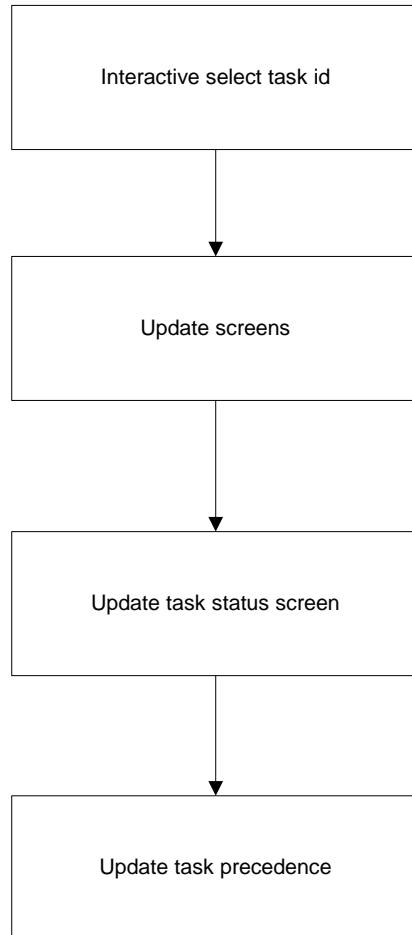 Interactive select task id
Update screens
Update task status screen
Update task precedence